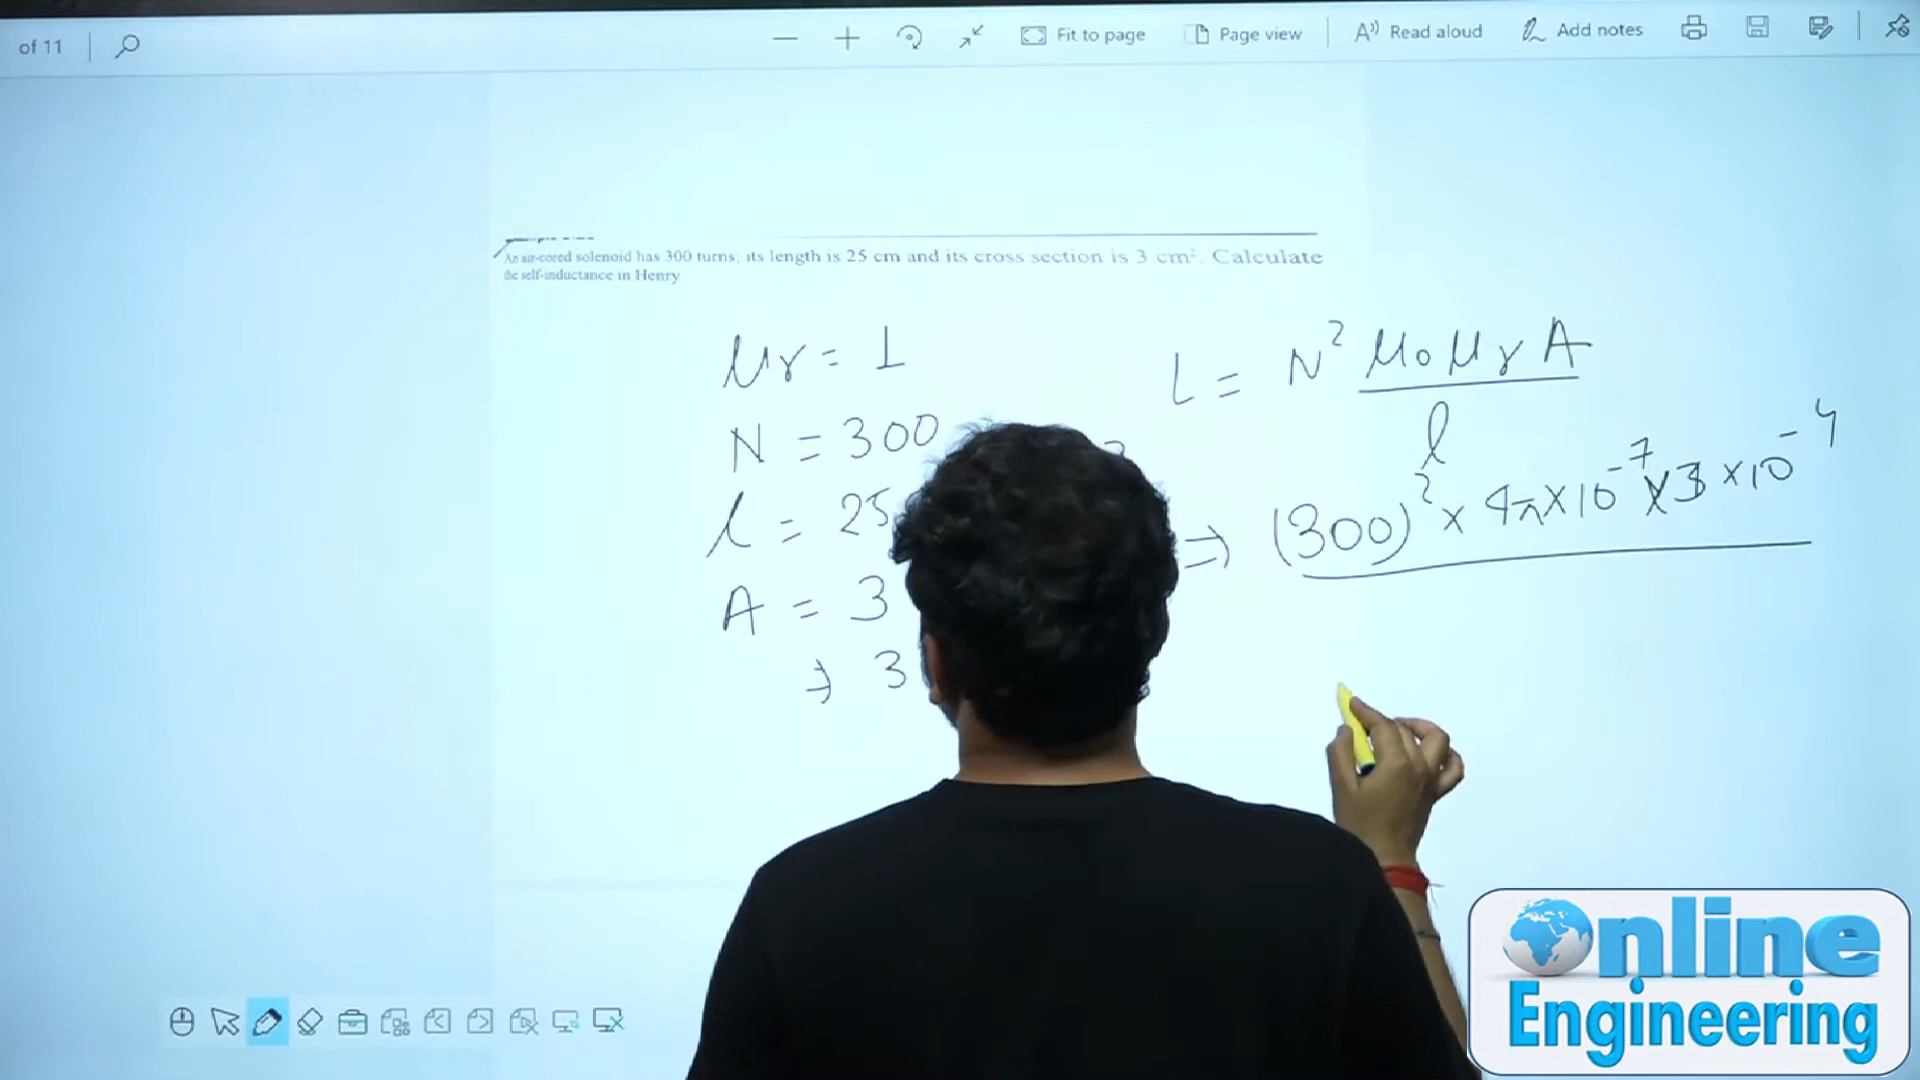 of 11
Fit to page
Page view
Read aloud
Add notes
An air-cored solenoid has 300 turns; its length is 25 cm and its cross section is 3 cm². Calculate
the self-inductance in Henry
μr = 1
N = 300
l = 25
A = 3
⇒ 3
L = N² μ0 μr A
l
⇒ (300)² × 4π × 10⁻⁷ × 3 × 10⁻⁴
Online
Engineering